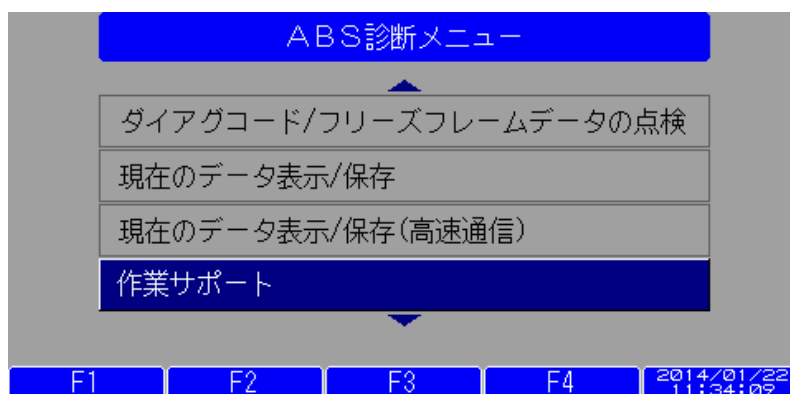 ABS診断メニュー
ダイアグコード/フリーズフレームデータの点検
現在のデータ表示/保存
現在のデータ表示/保存(高速通信)
作業サポート
F1 F2 F3 F4 2014/01/22
11:34:09